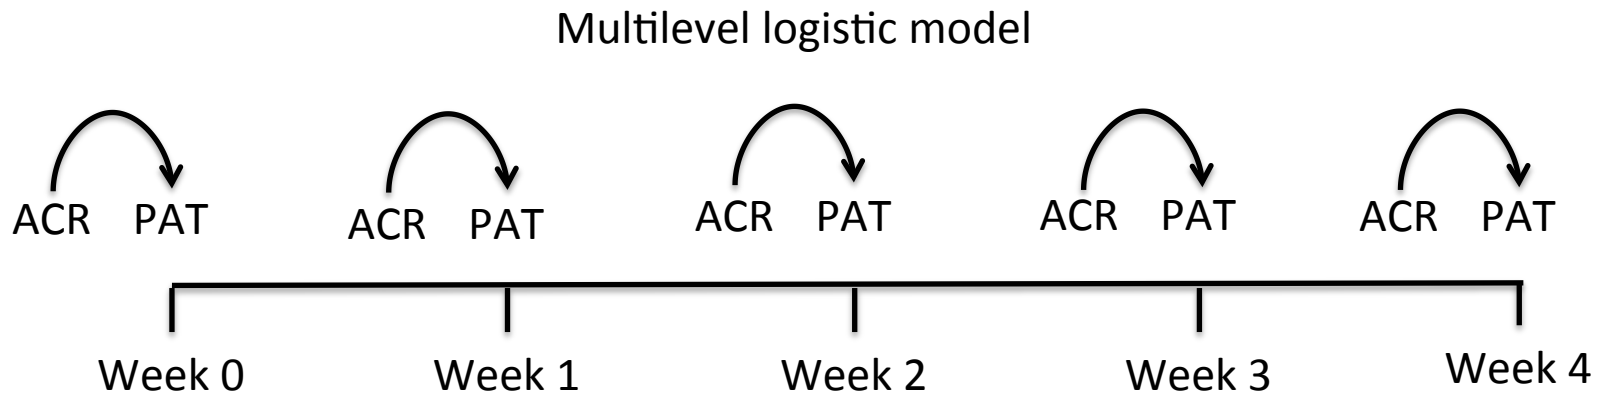 Multilevel logistic model
ACR PAT ACR PAT ACR PAT ACR PAT ACR PAT
Week 0 Week 1 Week 2 Week 3 Week 4